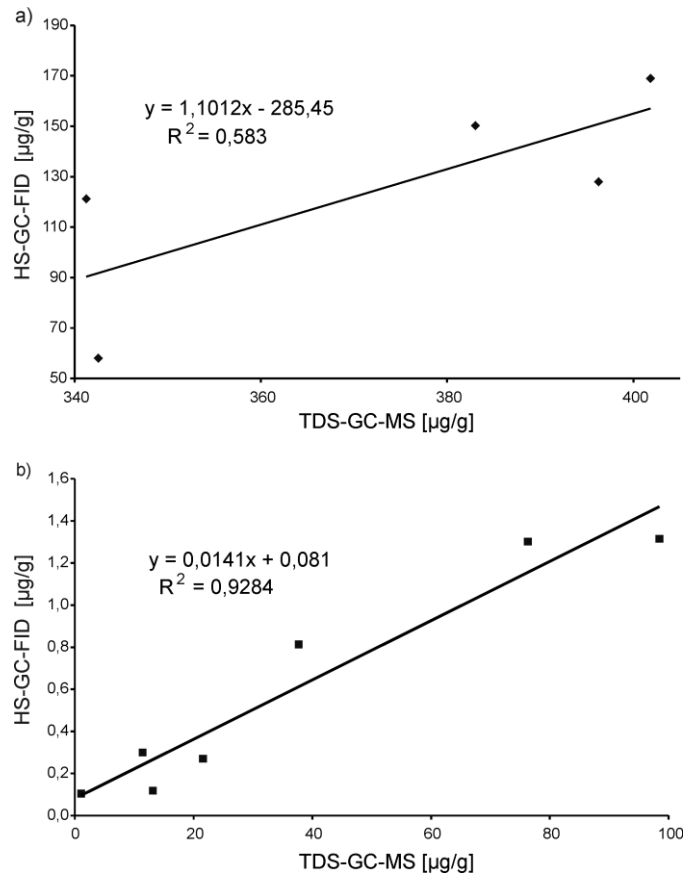 a)
190
170
150
130
110
90
70
50
HS-GC-FID [µg/g]
y = 1,1012x - 285,45
R² = 0,583
340 360 380 400
TDS-GC-MS [µg/g]
b)
1,6
1,4
1,2
1,0
0,8
0,6
0,4
0,2
0,0
HS-GC-FID [µg/g]
y = 0,0141x + 0,081
R² = 0,9284
0 20 40 60 80 100
TDS-GC-MS [µg/g]